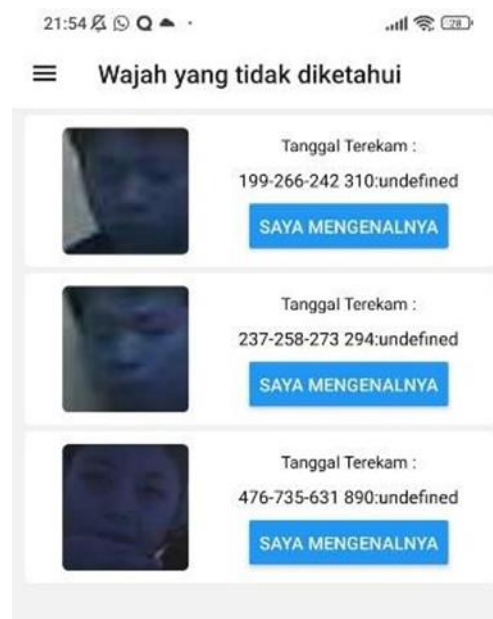 21:54
28
Wajah yang tidak diketahui
Tanggal Terekam :
199-266-242 310:undefined
SAYA MENGENALNYA
Tanggal Terekam :
237-258-273 294:undefined
SAYA MENGENALNYA
Tanggal Terekam :
476-735-631 890:undefined
SAYA MENGENALNYA